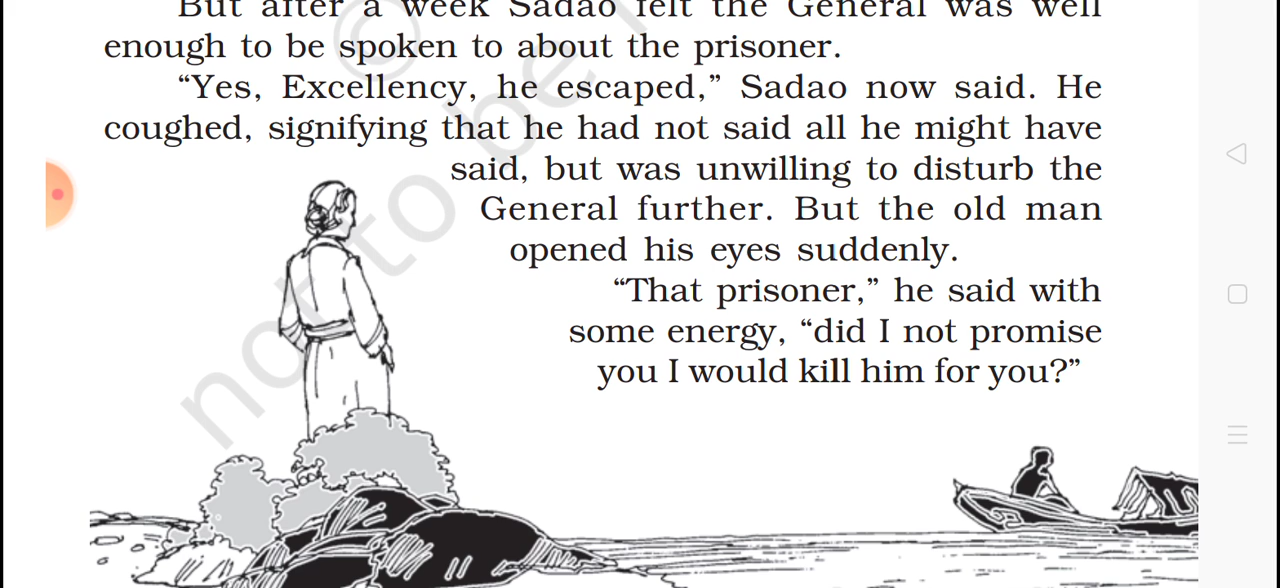 But after a week Sadao felt the General was well
enough to be spoken to about the prisoner.
“Yes, Excellency, he escaped,” Sadao now said. He
coughed, signifying that he had not said all he might have
said, but was unwilling to disturb the
General further. But the old man
opened his eyes suddenly.
“That prisoner,” he said with
some energy, “did I not promise
you I would kill him for you?”
©
not to be r